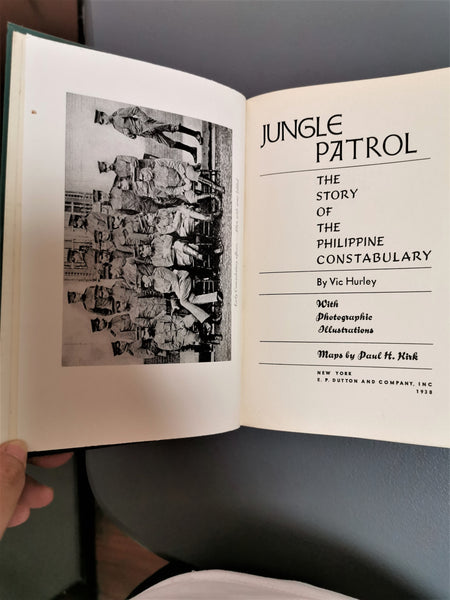 JUNGLE
PATROL
THE
STORY
OF
THE
PHILIPPINE
CONSTABULARY
By Vic Hurley
With
Photographic
Illustrations
Maps by Paul H. Kirk
NEW YORK
E. P. DUTTON AND COMPANY, INC
1938